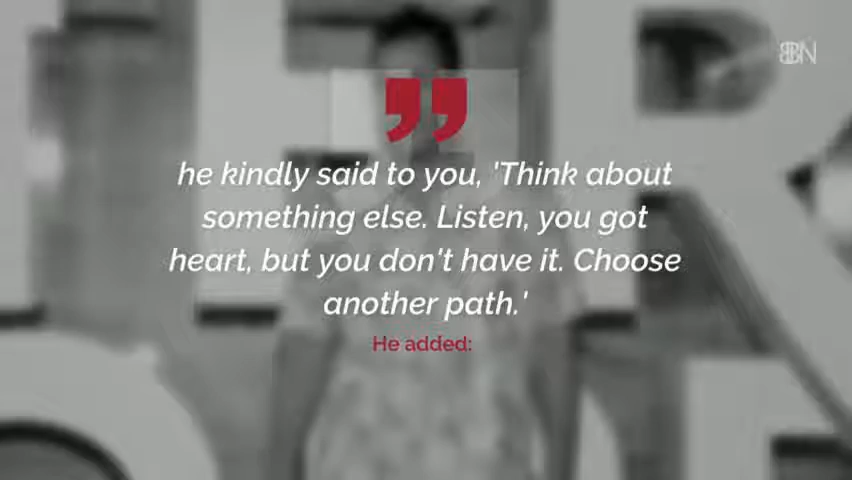 BBN
”
he kindly said to you, 'Think about
something else. Listen, you got
heart, but you don't have it. Choose
another path.'
He added: